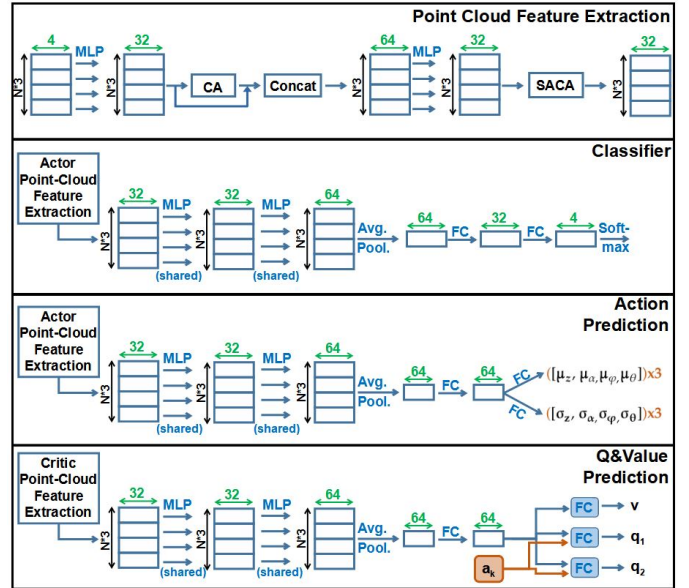 Point Cloud Feature Extraction
4 MLP 32 64 MLP 32 32
N*3 N*3 CA Concat N*3 N*3 SACA N*3
Classifier
Actor
Point-Cloud
Feature
Extraction
32 MLP 32 MLP 64
N*3 N*3 N*3
(shared) (shared)
Avg.
Pool.
64 FC 32 FC 4 Soft-
max
Action
Prediction
Actor
Point-Cloud
Feature
Extraction
32 MLP 32 MLP 64
N*3 N*3 N*3
(shared) (shared)
Avg.
Pool.
64 FC 64
FC ([μz, μα,μφ,μθ])x3
FC ([σz, σα,σφ,σθ])x3
Q&Value
Prediction
Critic
Point-Cloud
Feature
Extraction
32 MLP 32 MLP 64
N*3 N*3 N*3
(shared) (shared)
Avg.
Pool.
64 FC 64
FC v
FC q1
ak FC q2